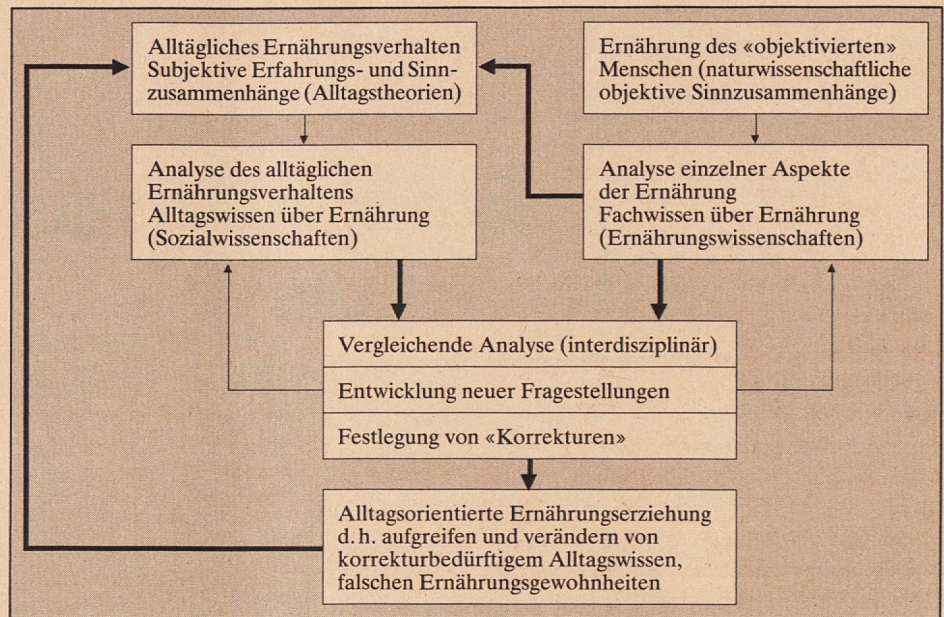 Alltägliches Ernährungsverhalten
Subjektive Erfahrungs- und Sinn-
zusammenhänge (Alltagstheorien)
Ernährung des «objektivierten»
Menschen (naturwissenschaftliche
objektive Sinnzusammenhänge)
Analyse des alltäglichen
Ernährungsverhaltens
Alltagswissen über Ernährung
(Sozialwissenschaften)
Analyse einzelner Aspekte
der Ernährung
Fachwissen über Ernährung
(Ernährungswissenschaften)
Vergleichende Analyse (interdisziplinär)
Entwicklung neuer Fragestellungen
Festlegung von «Korrekturen»
Alltagsorientierte Ernährungserziehung
d. h. aufgreifen und verändern von
korrekturbedürftigem Alltagswissen,
falschen Ernährungsgewohnheiten